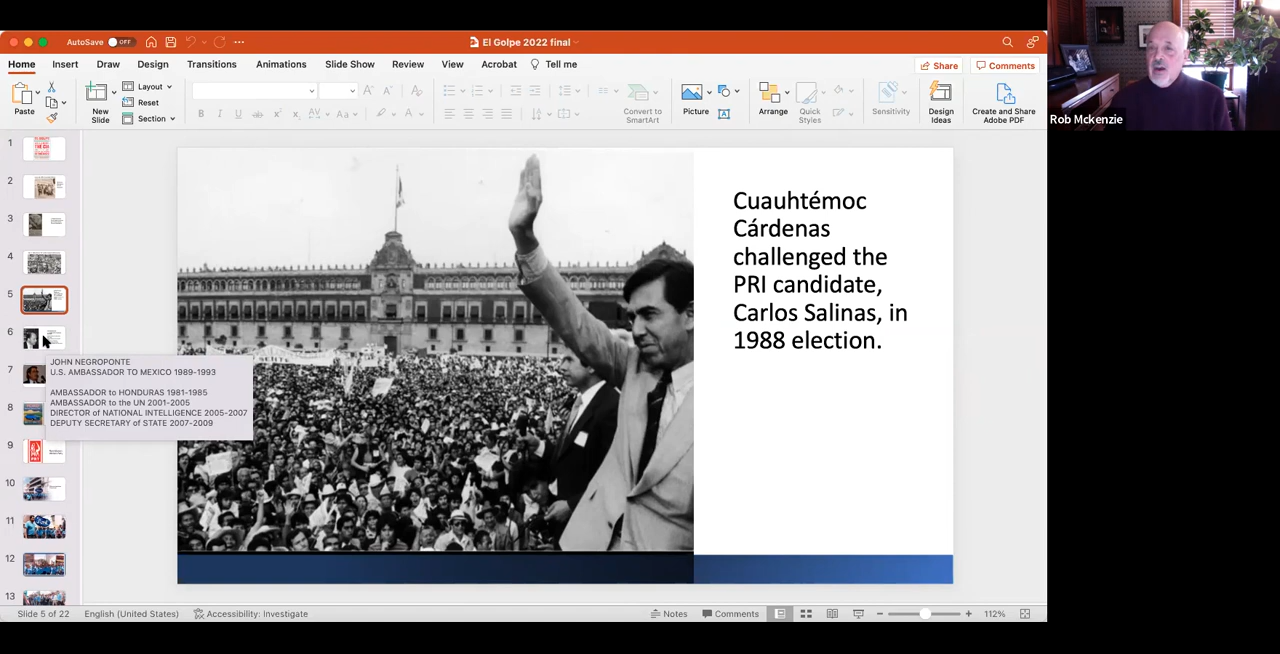 AutoSave OFF
El Golpe 2022 final
Home Insert Draw Design Transitions Animations Slide Show Review View Acrobat Tell me
Share Comments
Paste
New
Slide
Layout
Reset
Section
B I U ab x x AV Aa A
Convert to
SmartArt
Picture
Arrange
Quick
Styles
Sensitivity
Design
Ideas
Create and Share
Adobe PDF
Rob Mckenzie
1
2
3
4
5
6
7
8
9
10
11
12
13
JOHN NEGROPONTE
U.S. AMBASSADOR TO MEXICO 1989-1993
AMBASSADOR to HONDURAS 1981-1985
AMBASSADOR to the UN 2001-2005
DIRECTOR of NATIONAL INTELLIGENCE 2005-2007
DEPUTY SECRETARY of STATE 2007-2009
Cuauhtémoc
Cárdenas
challenged the
PRI candidate,
Carlos Salinas, in
1988 election.
Slide 5 of 22 English (United States) Accessibility: Investigate
Notes Comments 112%